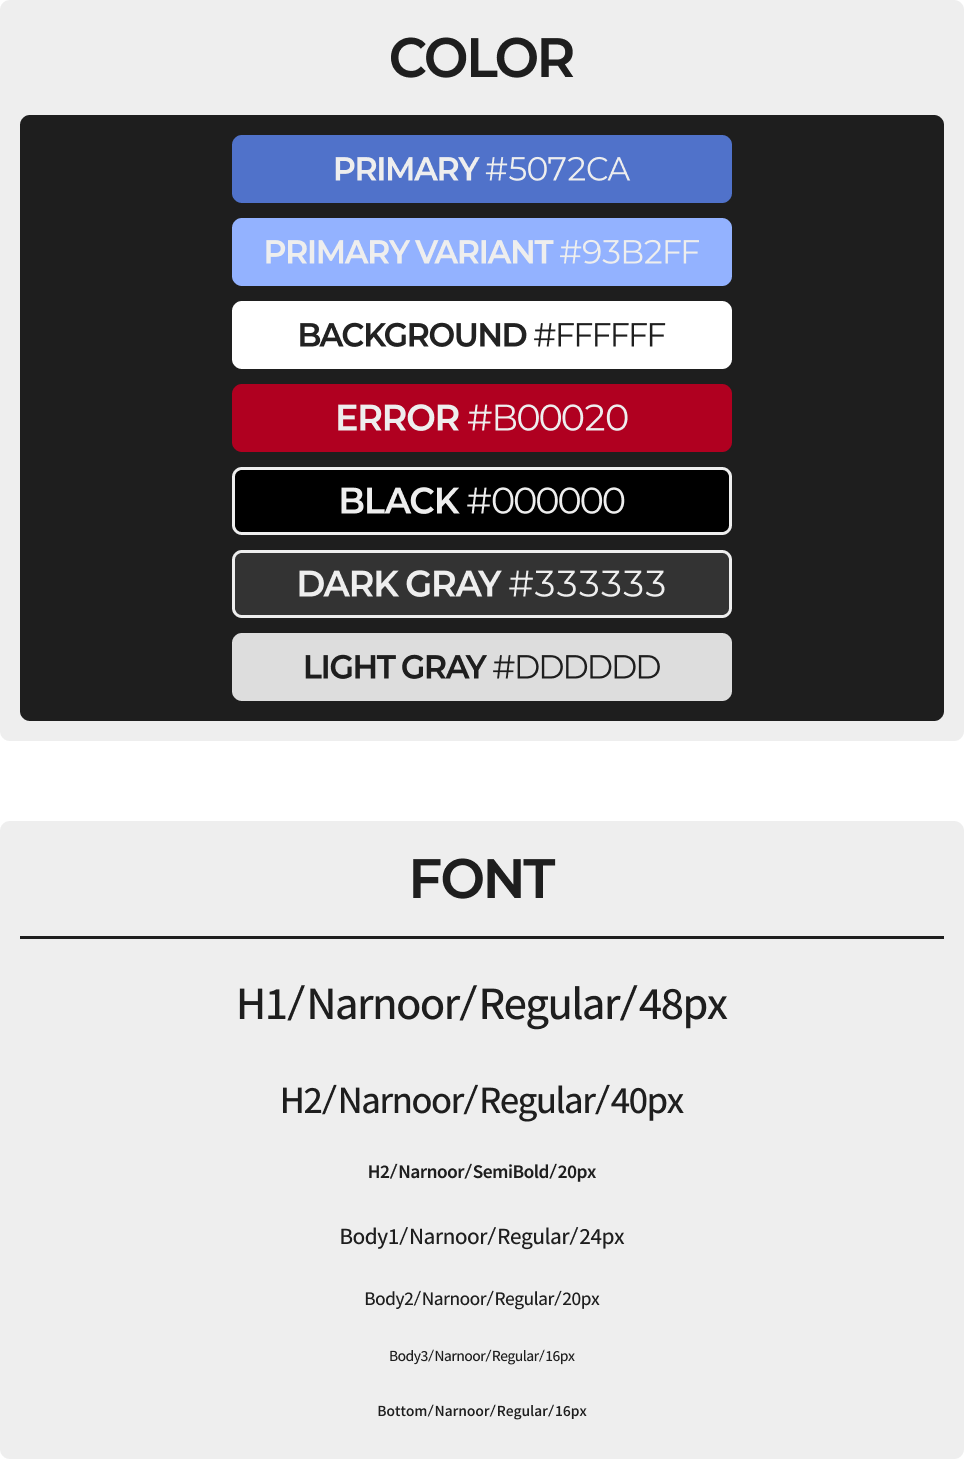 COLOR
PRIMARY #5072CA
PRIMARY VARIANT #93B2FF
BACKGROUND #FFFFFF
ERROR #B00020
BLACK #000000
DARK GRAY #333333
LIGHT GRAY #DDDDDD
FONT
H1/Narnoor/Regular/48px
H2/Narnoor/Regular/40px
H2/Narnoor/SemiBold/20px
Body1/Narnoor/Regular/24px
Body2/Narnoor/Regular/20px
Body3/Narnoor/Regular/16px
Bottom/Narnoor/Regular/16px